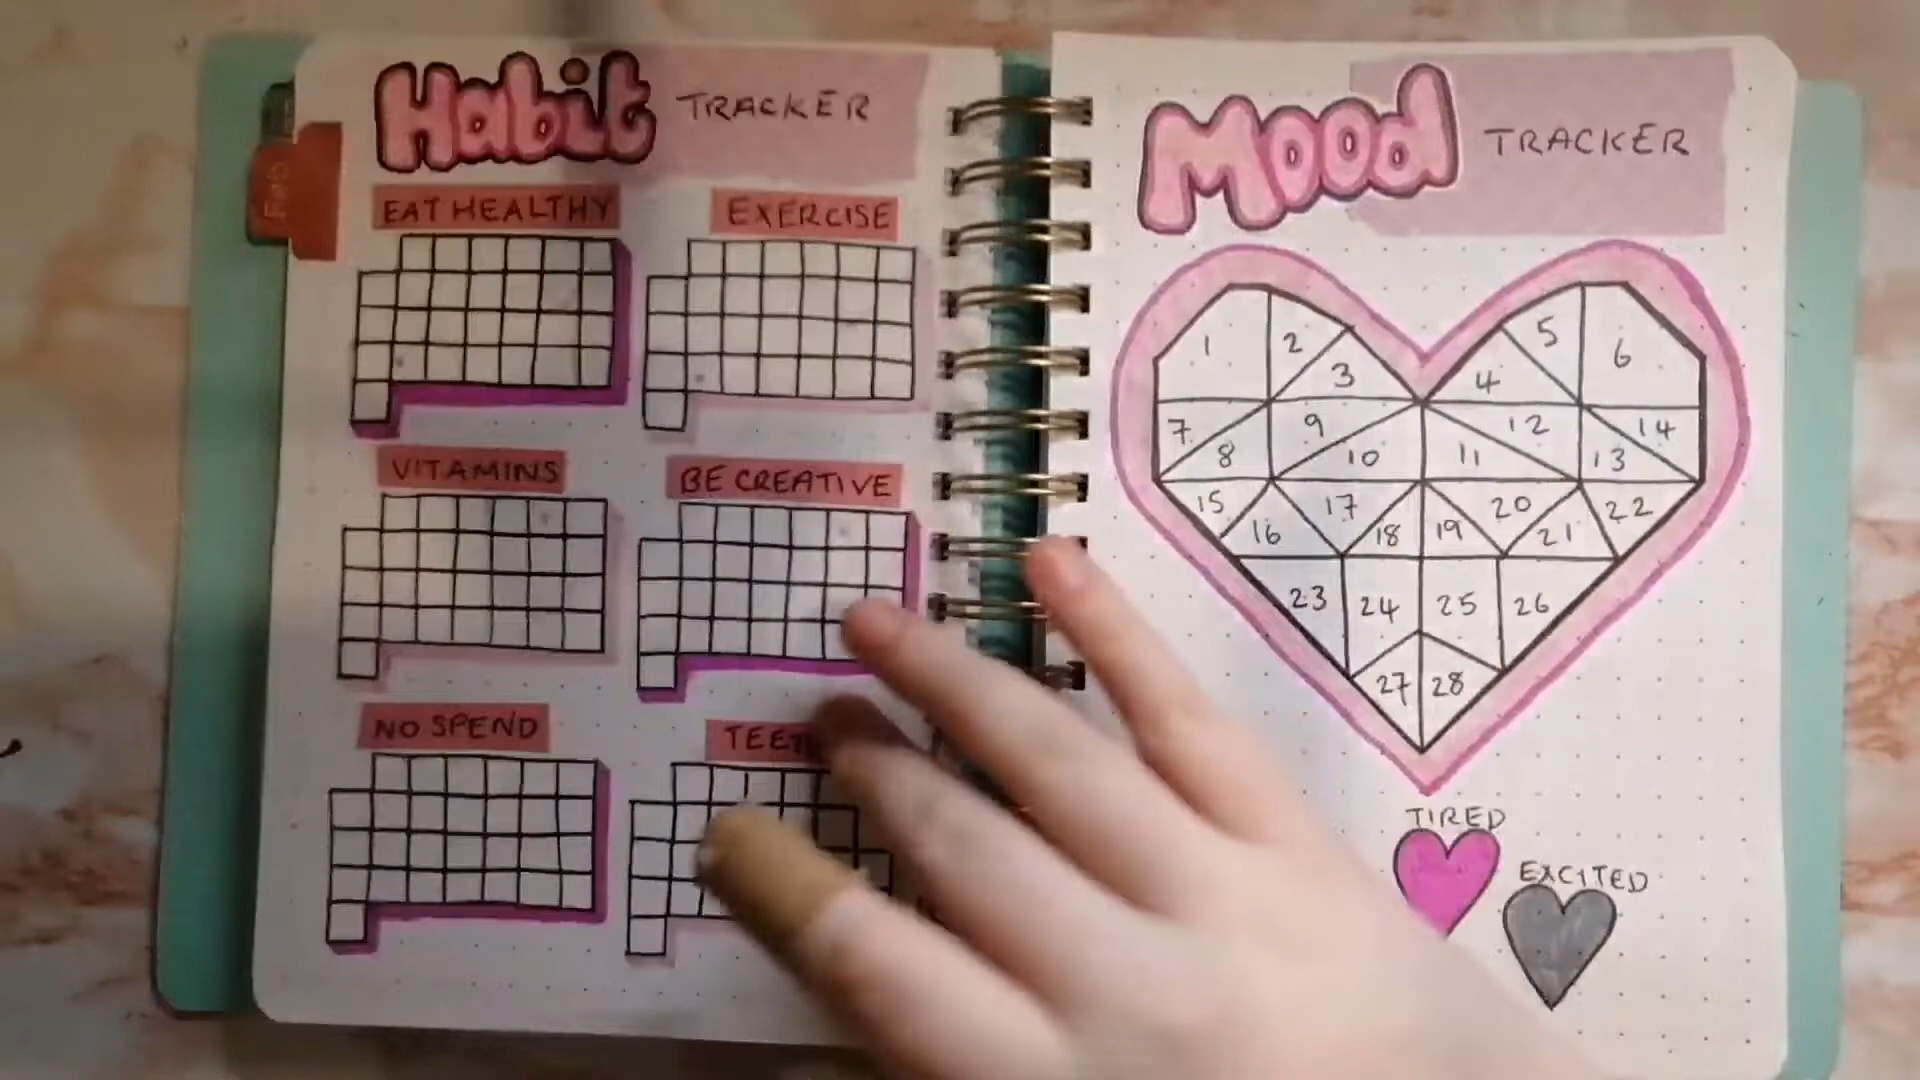 Habit TRACKER
Feb
EAT HEALTHY
EXERCISE
VITAMINS
BE CREATIVE
NO SPEND
Mood TRACKER
1
2
3
4
5
6
7
8
9
10
11
12
13
14
15
16
17
18
19
20
21
22
23
24
25
26
27
28
TIRED
EXCITED